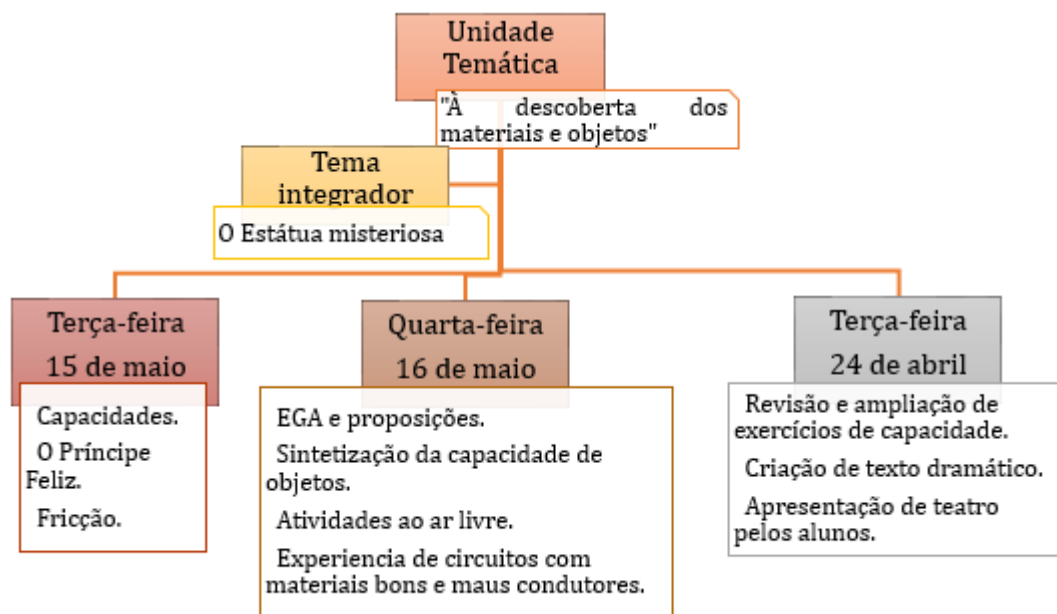 Unidade
Temática
"À descoberta dos
materiais e objetos"
Tema
integrador
O Estátua misteriosa
Terça-feira
15 de maio
Capacidades.
O Príncipe
Feliz.
Fricção.
Quarta-feira
16 de maio
EGA e proposições.
Sintetização da capacidade de
objetos.
Atividades ao ar livre.
Experiencia de circuitos com
materiais bons e maus condutores.
Terça-feira
24 de abril
Revisão e ampliação de
exercícios de capacidade.
Criação de texto dramático.
Apresentação de teatro
pelos alunos.